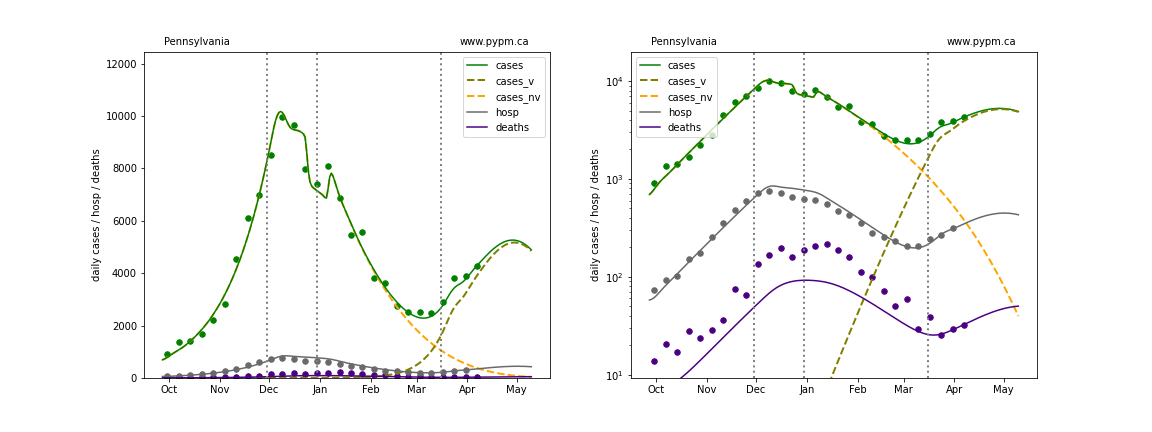 Pennsylvania www.pypm.ca
12000
10000
8000
6000
4000
2000
0
daily cases / hosp / deaths
cases
cases_v
cases_nv
hosp
deaths
Oct Nov Dec Jan Feb Mar Apr May
Pennsylvania www.pypm.ca
10⁴
10³
10²
10¹
daily cases / hosp / deaths
cases
cases_v
cases_nv
hosp
deaths
Oct Nov Dec Jan Feb Mar Apr May